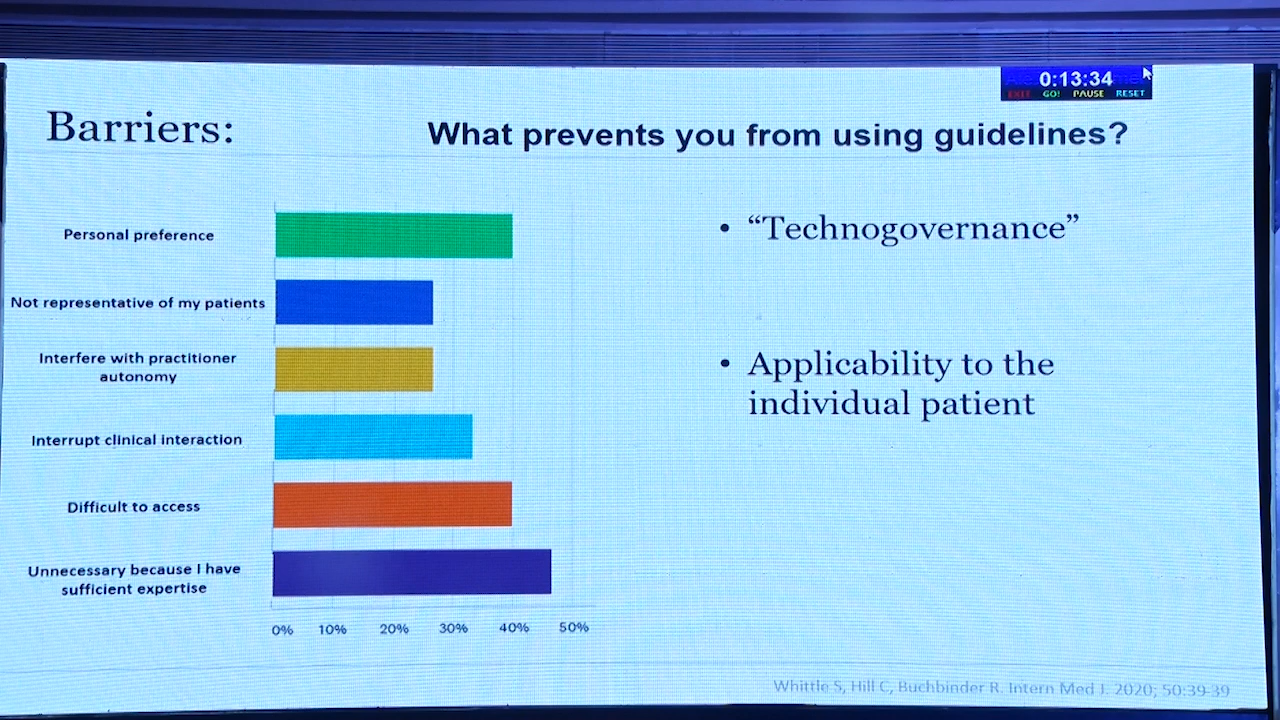 0:13:34
EXIT GO! PAUSE RESET
Barriers:
What prevents you from using guidelines?
Personal preference
Not representative of my patients
Interfere with practitioner
autonomy
Interrupt clinical interaction
Difficult to access
Unnecessary because I have
sufficient expertise
0% 10% 20% 30% 40% 50%
• “Technogovernance”
• Applicability to the
individual patient
Whittle S, Hill C, Buchbinder R. Intern Med J. 2020; 50: